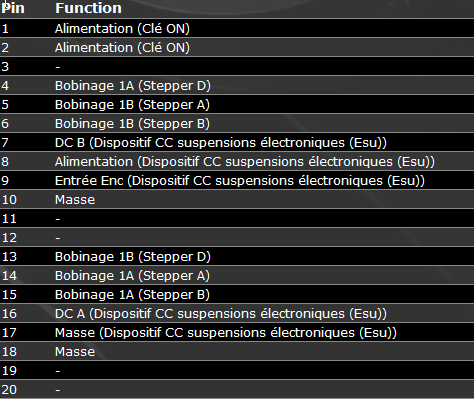 Pin Function
1 Alimentation (Clé ON)
2 Alimentation (Clé ON)
3 -
4 Bobinage 1A (Stepper D)
5 Bobinage 1B (Stepper A)
6 Bobinage 1B (Stepper B)
7 DC B (Dispositif CC suspensions électroniques (Esu))
8 Alimentation (Dispositif CC suspensions électroniques (Esu))
9 Entrée Enc (Dispositif CC suspensions électroniques (Esu))
10 Masse
11 -
12 -
13 Bobinage 1B (Stepper D)
14 Bobinage 1A (Stepper A)
15 Bobinage 1A (Stepper B)
16 DC A (Dispositif CC suspensions électroniques (Esu))
17 Masse (Dispositif CC suspensions électroniques (Esu))
18 Masse
19 -
20 -